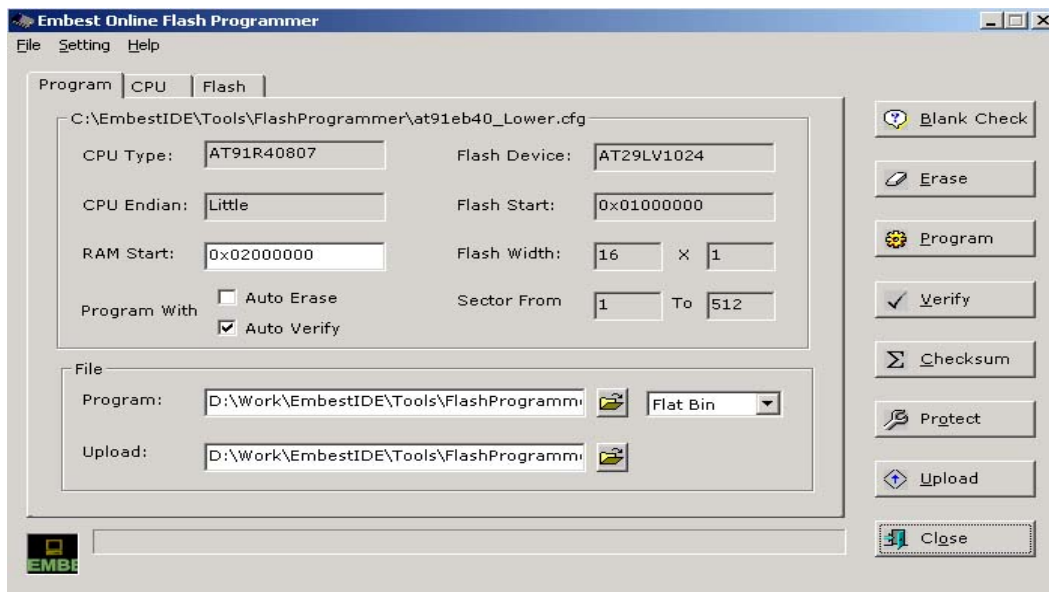 Embest Online Flash Programmer
File Setting Help
Program CPU Flash
C:\EmbestIDE\Tools\FlashProgrammer\at91eb40_Lower.cfg
CPU Type: AT91R40807 Flash Device: AT29LV1024
CPU Endian: Little Flash Start: 0x01000000
RAM Start: 0x02000000 Flash Width: 16 X 1
Program With Auto Erase Sector From 1 To 512
Auto Verify
File
Program: D:\Work\EmbestIDE\Tools\FlashProgramm Flat Bin
Upload: D:\Work\EmbestIDE\Tools\FlashProgramm
Blank Check
Erase
Program
Verify
Checksum
Protect
Upload
Close
EMBE